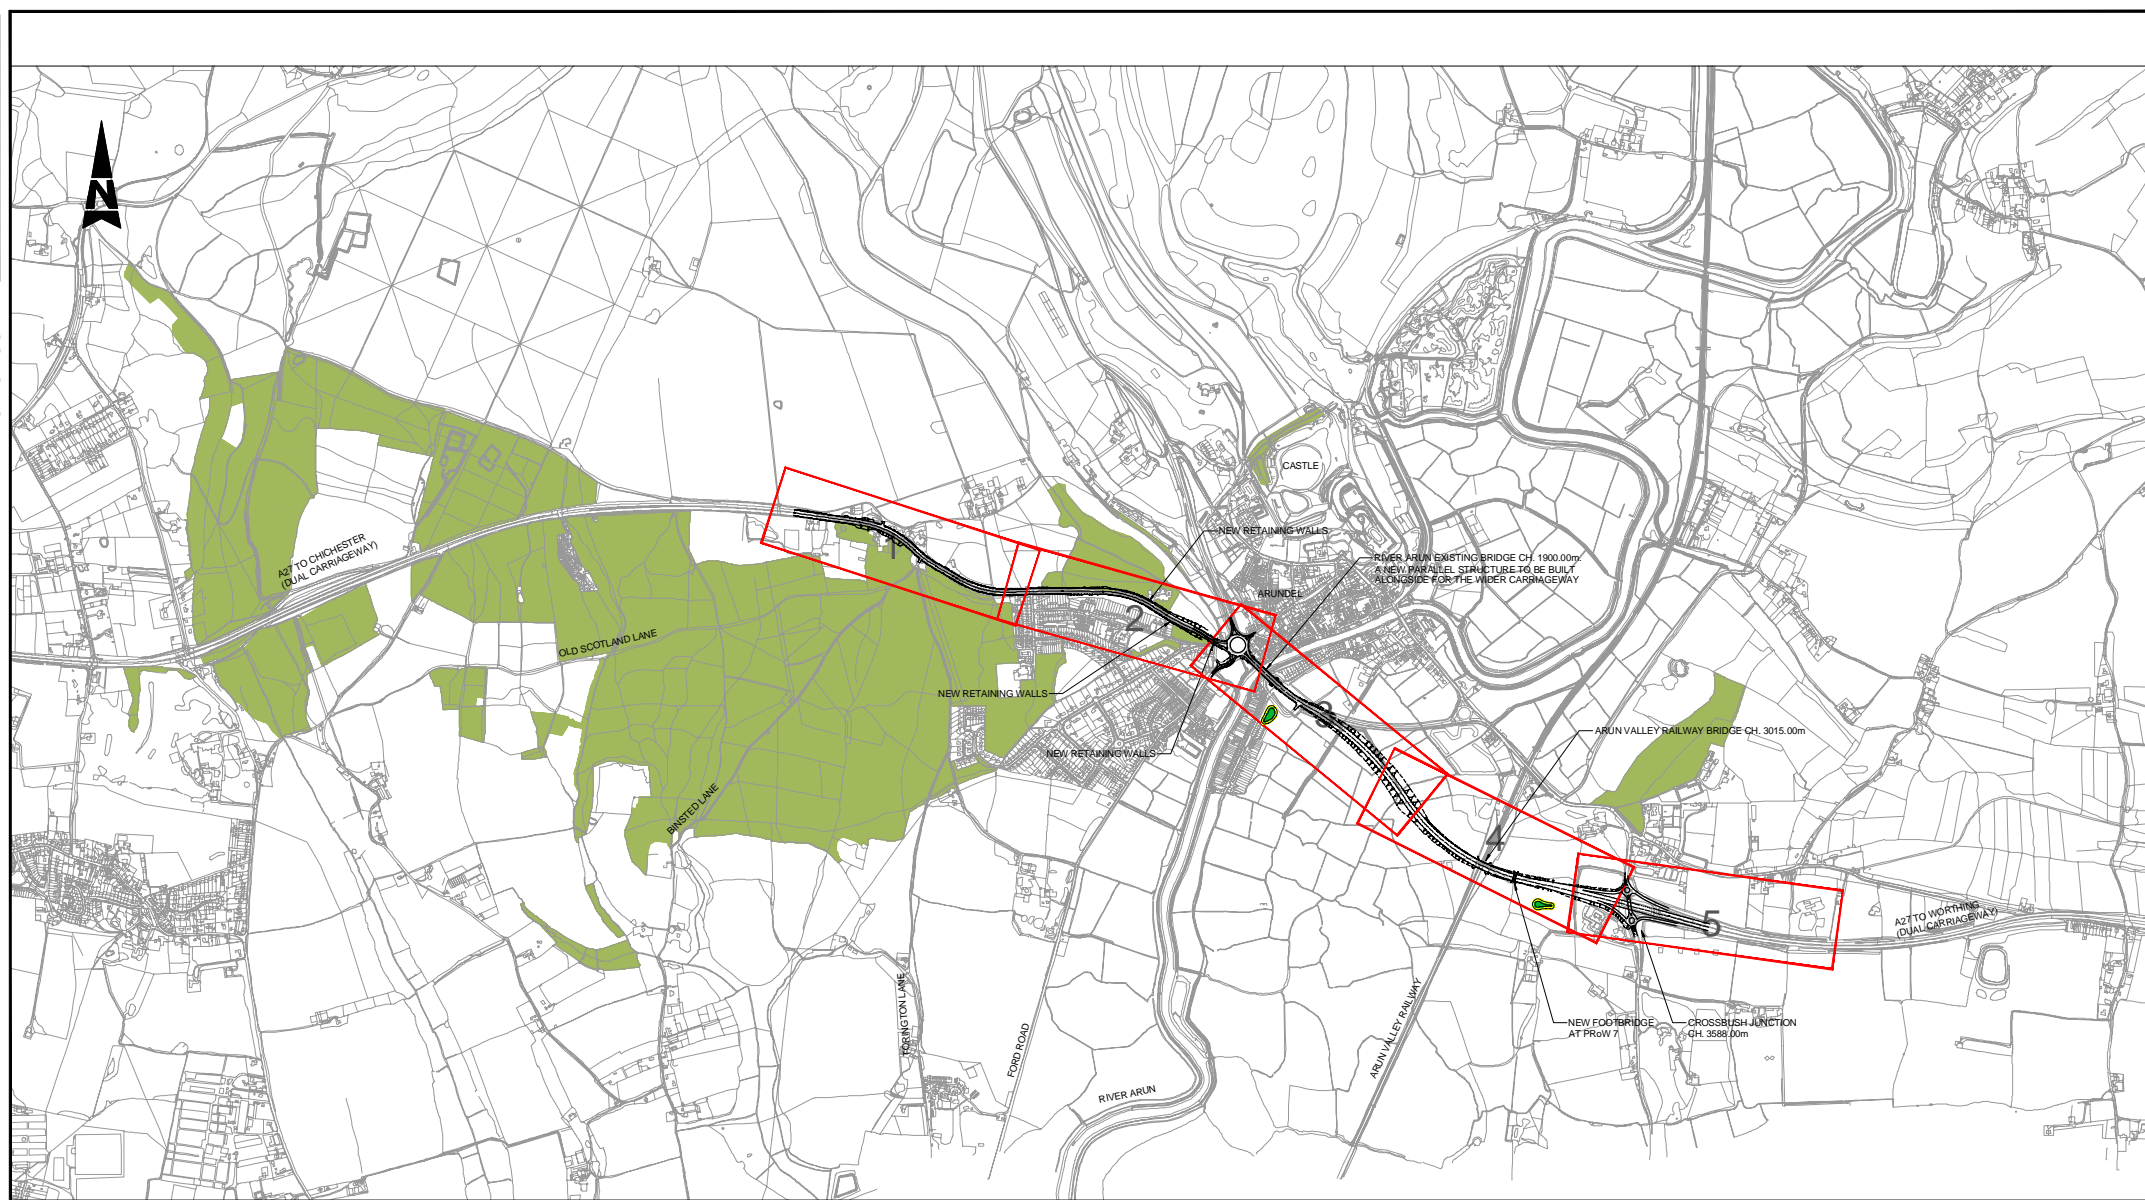 N
CASTLE
NEW RETAINING WALLS
1
A27 TO CHICHESTER
(DUAL CARRIAGEWAY)
RIVER ARUN EXISTING BRIDGE CH. 1900.00m.
A NEW PARALLEL STRUCTURE TO BE BUILT
ALONGSIDE FOR THE WIDER CARRIAGEWAY
ARUNDEL
2
OLD SCOTLAND LANE
NEW RETAINING WALLS
3
NEW RETAINING WALLS
ARUN VALLEY RAILWAY BRIDGE CH. 3015.00m
BINSTED LANE
4
5
A27 TO WORTHING
(DUAL CARRIAGEWAY)
TORINGTON LANE
FORD ROAD
RIVER ARUN
ARUN VALLEY RAILWAY
NEW FOOTBRIDGE
AT PRoW 7
CROSSBUSH JUNCTION
CH. 3588.00m